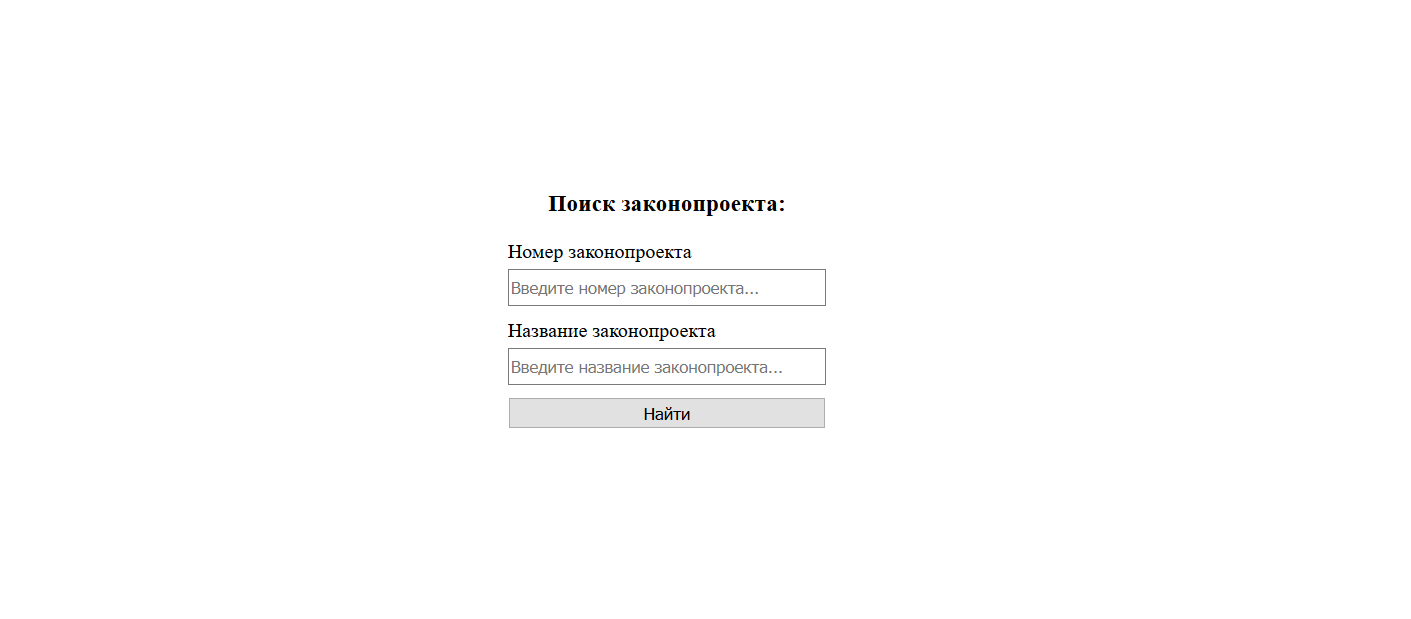 Поиск законопроекта:
Номер законопроекта
Введите номер законопроекта...
Название законопроекта
Введите название законопроекта...
Найти